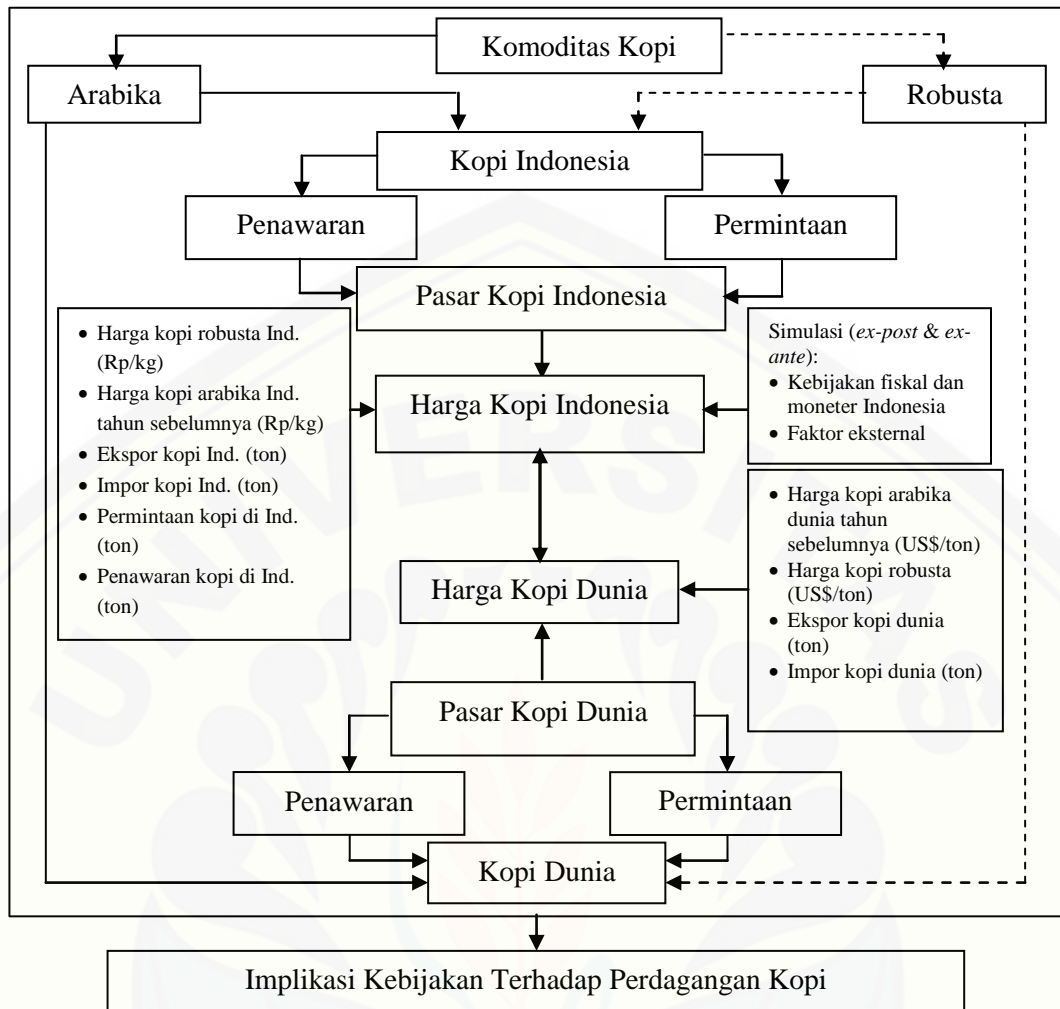 Komoditas Kopi
Arabika
Robusta
Kopi Indonesia
Penawaran
Permintaan
Pasar Kopi Indonesia
• Harga kopi robusta Ind.
(Rp/kg)
• Harga kopi arabika Ind.
tahun sebelumnya (Rp/kg)
• Ekspor kopi Ind. (ton)
• Impor kopi Ind. (ton)
• Permintaan kopi di Ind.
(ton)
• Penawaran kopi di Ind.
(ton)
Harga Kopi Indonesia
Simulasi (ex-post & ex-
ante):
• Kebijakan fiskal dan
moneter Indonesia
• Faktor eksternal
Harga Kopi Dunia
• Harga kopi arabika
dunia tahun
sebelumnya (US$/ton)
• Harga kopi robusta
(US$/ton)
• Ekspor kopi dunia
(ton)
• Impor kopi dunia (ton)
Pasar Kopi Dunia
Penawaran
Permintaan
Kopi Dunia
Implikasi Kebijakan Terhadap Perdagangan Kopi
UNIVERSITAS